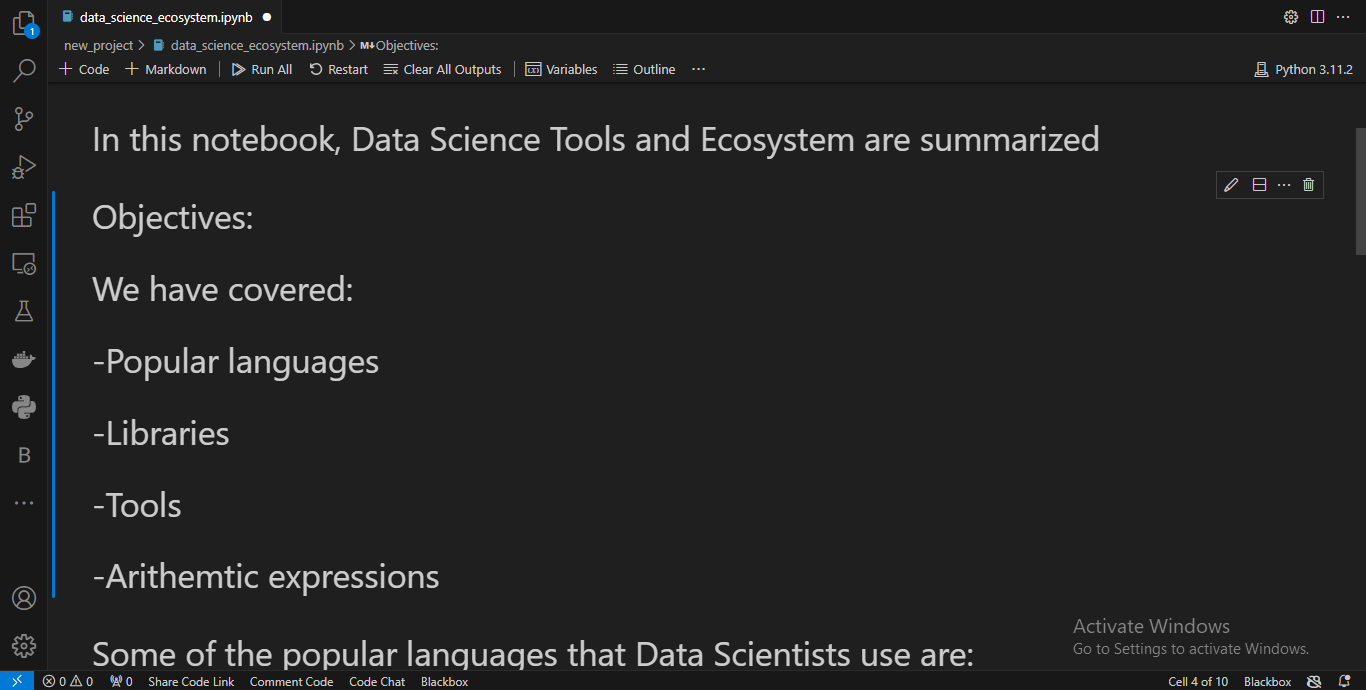 1
data_science_ecosystem.ipynb
new_project > data_science_ecosystem.ipynb > M↓Objectives:
+ Code + Markdown Run All Restart Clear All Outputs Variables Outline ... Python 3.11.2
In this notebook, Data Science Tools and Ecosystem are summarized
Objectives:
We have covered:
-Popular languages
-Libraries
-Tools
-Arithemtic expressions
Some of the popular languages that Data Scientists use are:
B
Activate Windows
Go to Settings to activate Windows.
0 0 0 Share Code Link Comment Code Code Chat Blackbox Cell 4 of 10 Blackbox